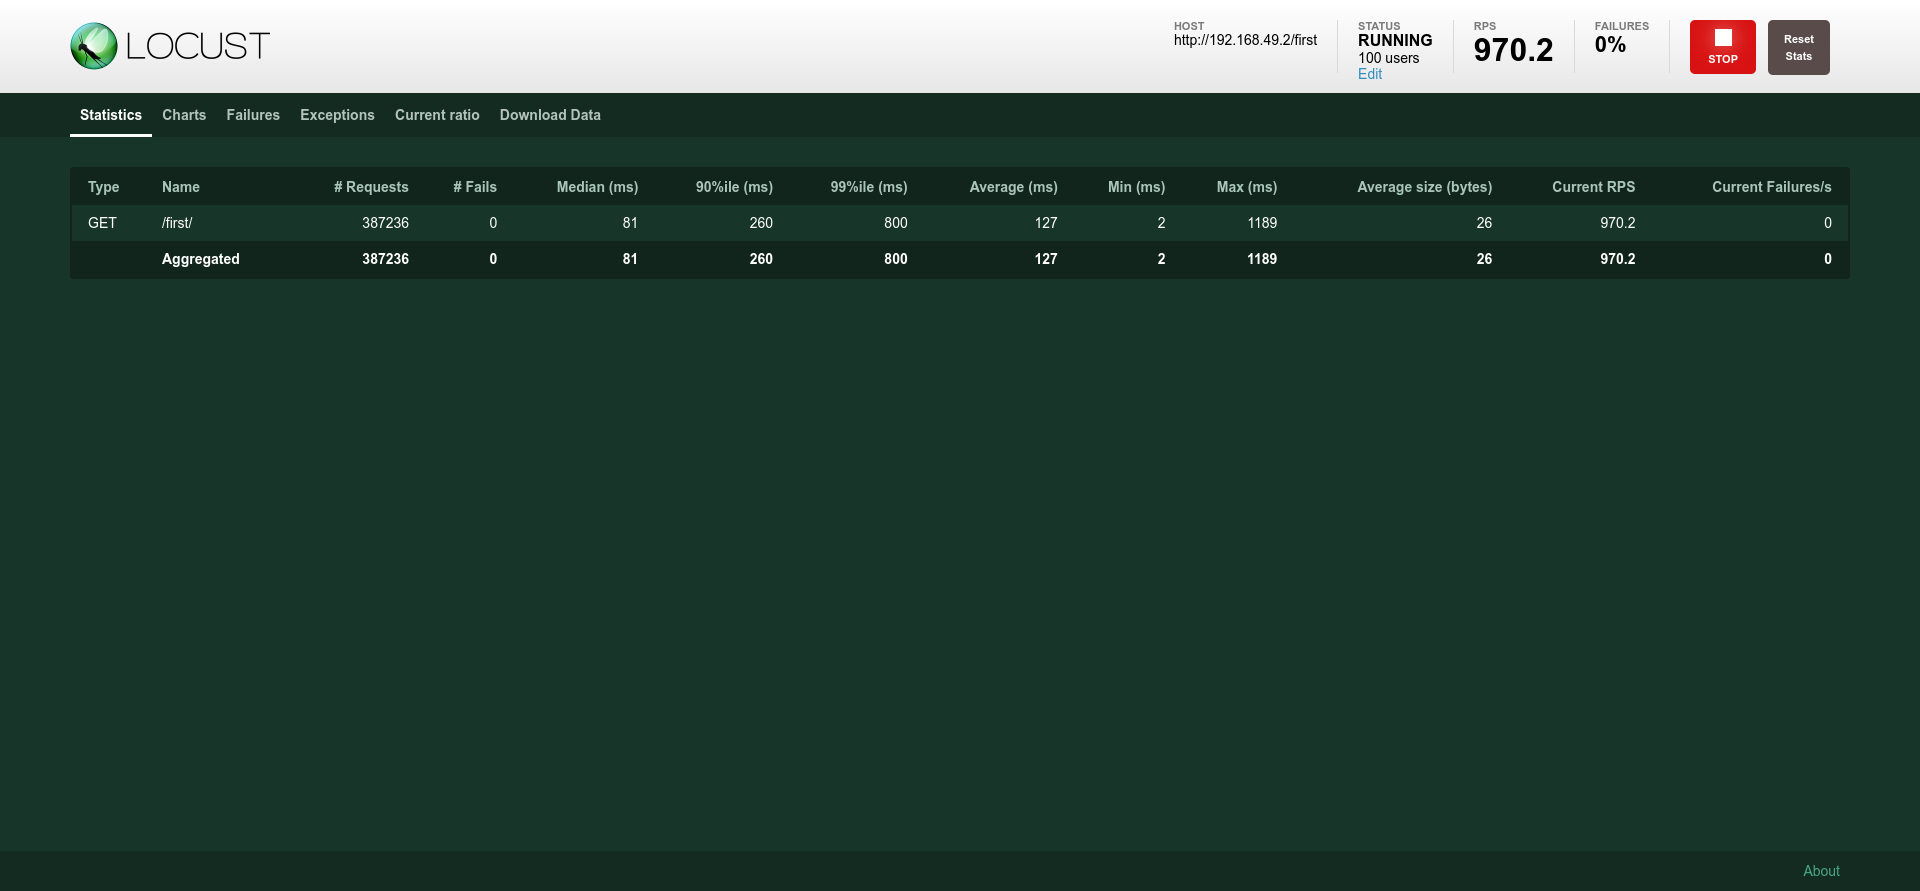 LOCUST
HOST
http://192.168.49.2/first
STATUS
RUNNING
100 users
Edit
RPS
970.2
FAILURES
0%
STOP
Reset
Stats
Statistics Charts Failures Exceptions Current ratio Download Data
Type Name # Requests # Fails Median (ms) 90%ile (ms) 99%ile (ms) Average (ms) Min (ms) Max (ms) Average size (bytes) Current RPS Current Failures/s
GET /first/ 387236 0 81 260 800 127 2 1189 26 970.2 0
Aggregated 387236 0 81 260 800 127 2 1189 26 970.2 0
About